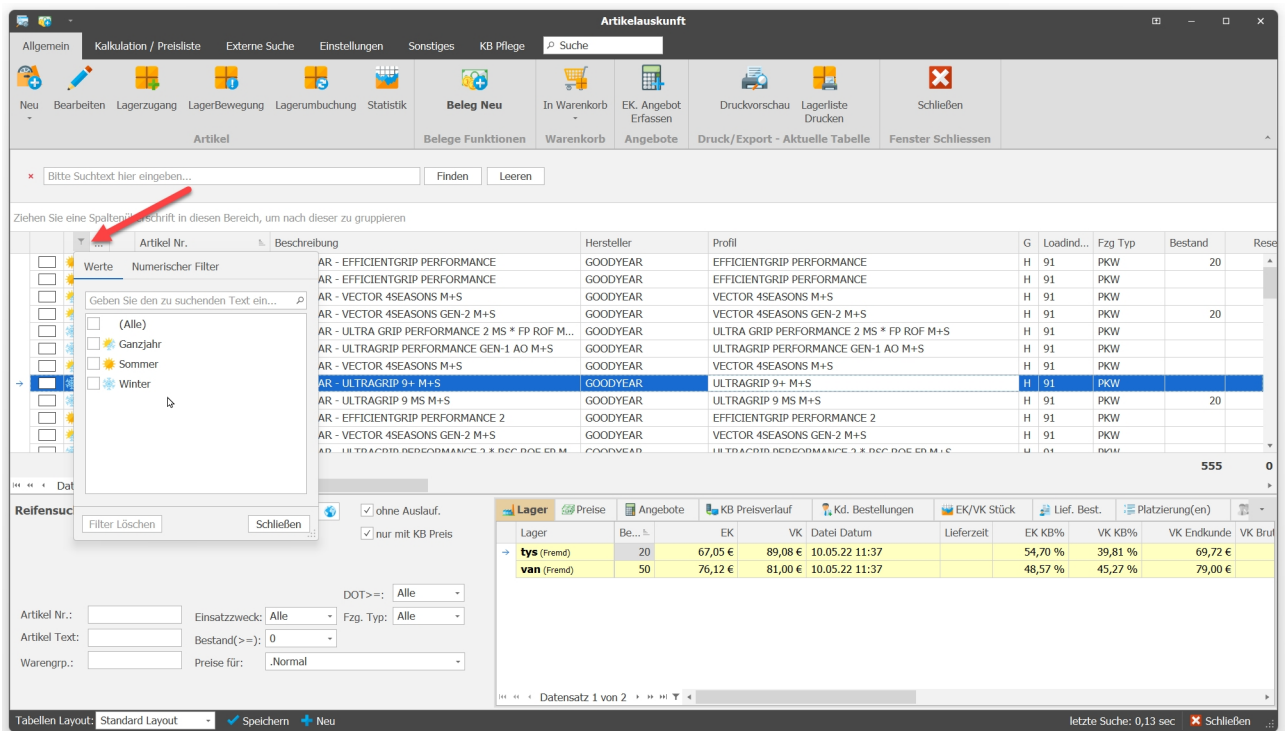 Artikelauskunft
Allgemein Kalkulation / Preisliste Externe Suche Einstellungen Sonstiges KB Pflege Suche
Neu Bearbeiten Lagerzugang LagerBewegung Lagerumbuchung Statistik Beleg Neu In Warenkorb EK. Angebot Erfassen Druckvorschau Lagerliste Drucken Schließen
Artikel Belege Funktionen Warenkorb Angebote Druck/Export - Aktuelle Tabelle Fenster Schliessen
Bitte Suchtext hier eingeben... Finden Leeren
Ziehen Sie eine in diesen Bereich, um nach dieser zu gruppieren
... Artikel Nr. Beschreibung Hersteller Profil G Loadind... Fzg Typ Bestand Rese
AR - EFFICIENTGRIP PERFORMANCE GOODYEAR EFFICIENTGRIP PERFORMANCE H 91 PKW 20
AR - EFFICIENTGRIP PERFORMANCE GOODYEAR EFFICIENTGRIP PERFORMANCE H 91 PKW
AR - VECTOR 4SEASONS M+S GOODYEAR VECTOR 4SEASONS M+S H 91 PKW
AR - VECTOR 4SEASONS GEN-2 M+S GOODYEAR VECTOR 4SEASONS GEN-2 M+S H 91 PKW 20
AR - ULTRA GRIP PERFORMANCE 2 MS * FP ROF M... GOODYEAR ULTRA GRIP PERFORMANCE 2 MS * FP ROF M+S H 91 PKW
AR - ULTRAGRIP PERFORMANCE GEN-1 AO M+S GOODYEAR ULTRAGRIP PERFORMANCE GEN-1 AO M+S H 91 PKW
AR - VECTOR 4SEASONS M+S GOODYEAR VECTOR 4SEASONS M+S H 91 PKW
AR - ULTRAGRIP 9+ M+S GOODYEAR ULTRAGRIP 9+ M+S H 91 PKW
AR - ULTRAGRIP 9 MS M+S GOODYEAR ULTRAGRIP 9 MS M+S H 91 PKW 20
AR - EFFICIENTGRIP PERFORMANCE 2 GOODYEAR EFFICIENTGRIP PERFORMANCE 2 H 91 PKW
AR - VECTOR 4SEASONS GEN-2 M+S GOODYEAR VECTOR 4SEASONS GEN-2 M+S H 91 PKW
555 0
Dat
Werte Numerischer Filter
Geben Sie den zu suchenden Text ein...
(Alle)
Ganzjahr
Sommer
Winter
Filter Löschen Schließen
Reifensuc
ohne Auslauf.
nur mit KB Preis
DOT>=: Alle
Artikel Nr.: Einsatzzweck: Alle Fzg. Typ: Alle
Artikel Text: Bestand(>=): 0
Warengrp.: Preise für: .Normal
Lager Preise Angebote KB Preisverlauf Kd. Bestellungen EK/VK Stück Lief. Best. Platzierung(en)
Lager Be... EK VK Datei Datum Lieferzeit EK KB% VK KB% VK Endkunde VK Brut
tys (Fremd) 20 67,05 € 89,08 € 10.05.22 11:37 54,70 % 39,81 % 69,72 €
van (Fremd) 50 76,12 € 81,00 € 10.05.22 11:37 48,57 % 45,27 % 79,00 €
Datensatz 1 von 2
Tabellen Layout: Standard Layout Speichern Neu letzte Suche: 0,13 sec Schließen